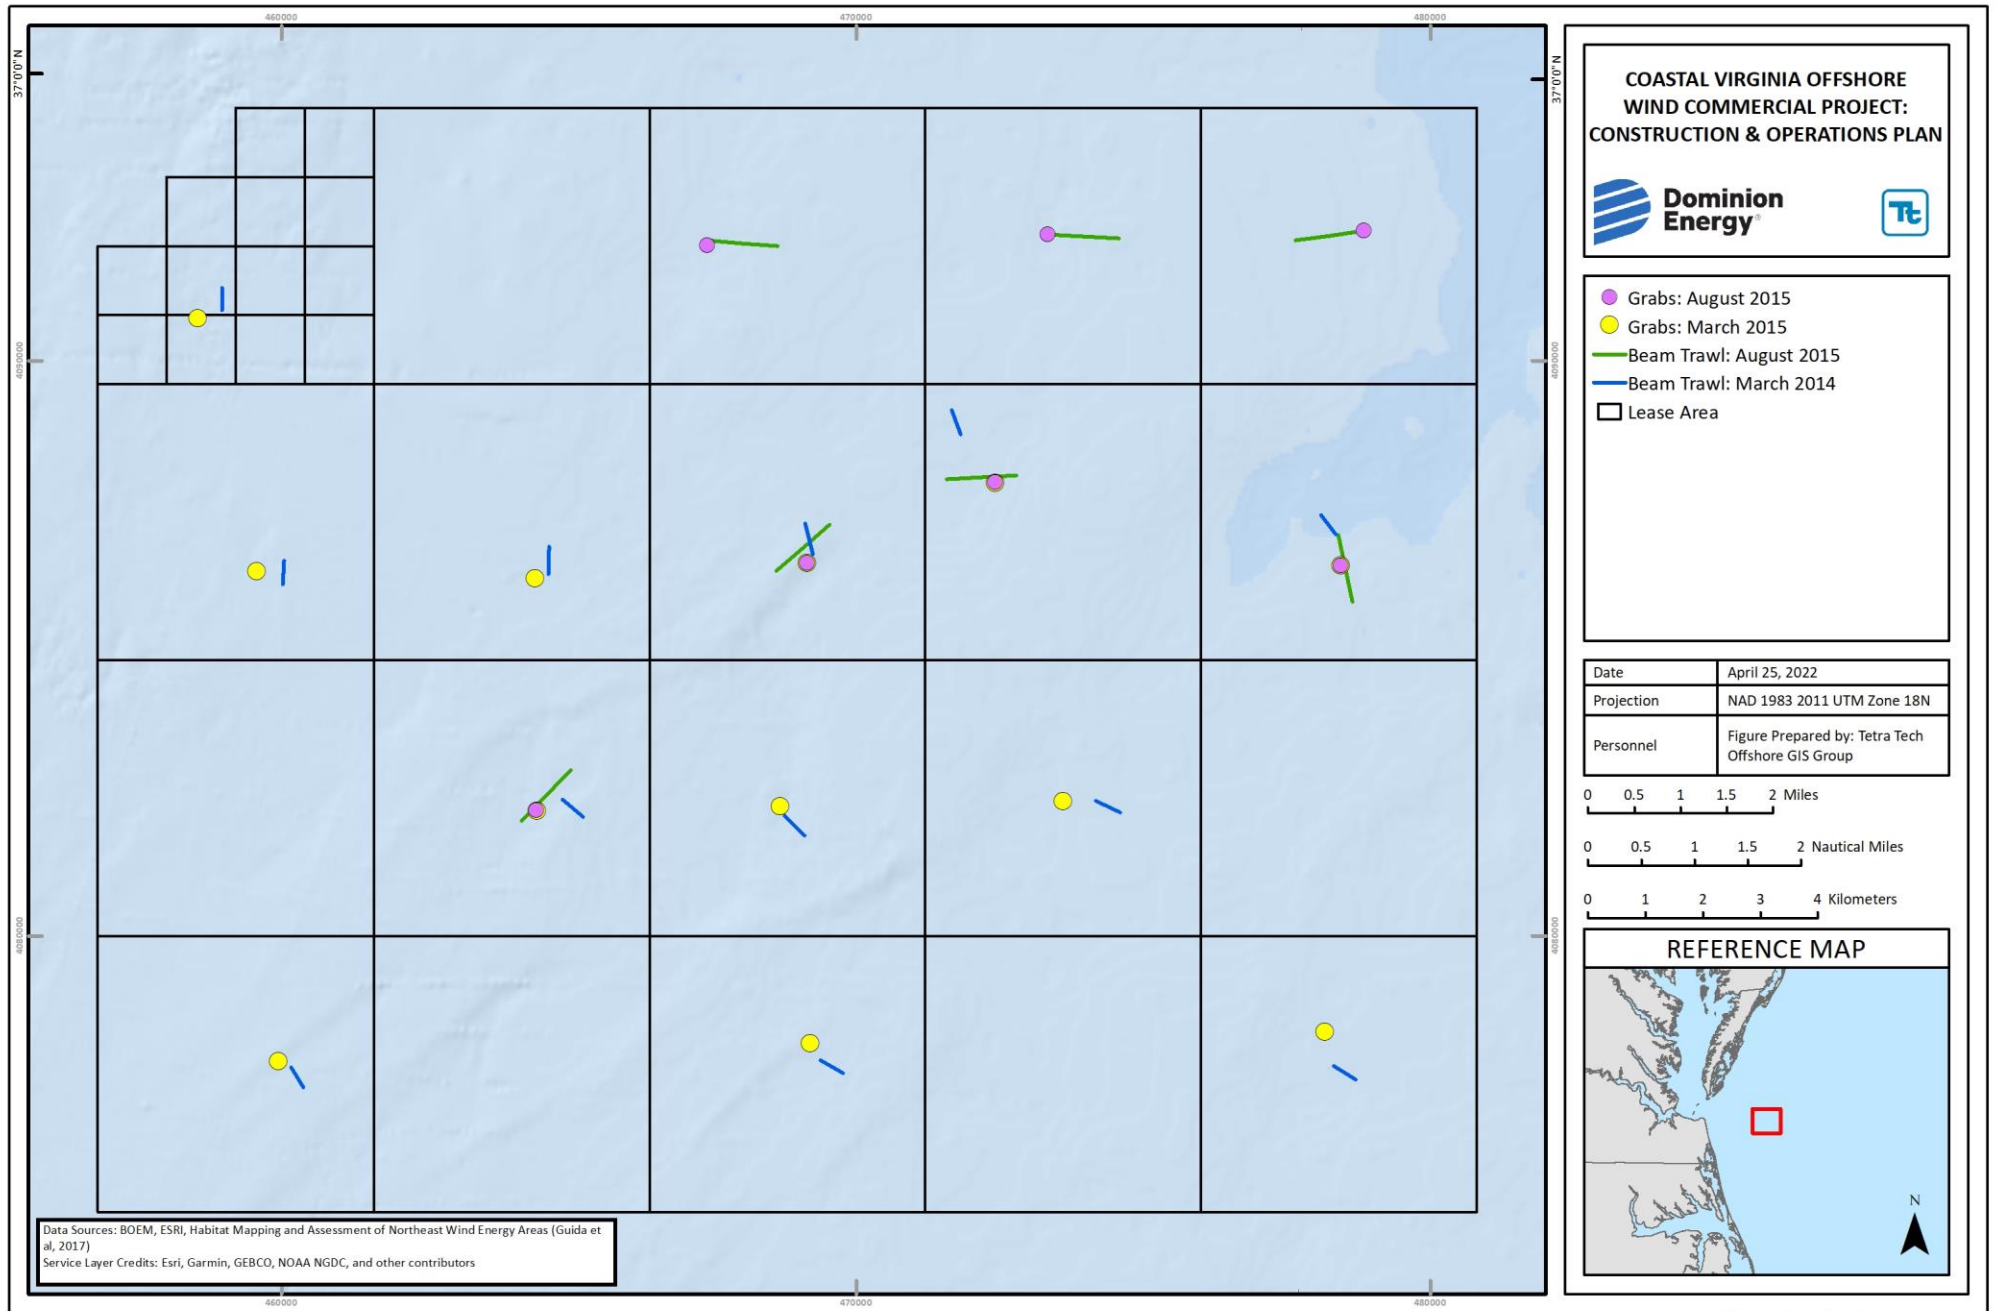 460000
470000
480000
37°0'0"N
37°0'0"N
4090000
4090000
4080000
4080000
460000
470000
480000
Data Sources: BOEM, ESRI, Habitat Mapping and Assessment of Northeast Wind Energy Areas (Guida et
al, 2017)
Service Layer Credits: Esri, Garmin, GEBCO, NOAA NGDC, and other contributors
COASTAL VIRGINIA OFFSHORE
WIND COMMERCIAL PROJECT:
CONSTRUCTION & OPERATIONS PLAN
Dominion
Energy®
Tt
Grabs: August 2015
Grabs: March 2015
Beam Trawl: August 2015
Beam Trawl: March 2014
Lease Area
Date April 25, 2022
Projection NAD 1983 2011 UTM Zone 18N
Personnel Figure Prepared by: Tetra Tech
Offshore GIS Group
0 0.5 1 1.5 2 Miles
0 0.5 1 1.5 2 Nautical Miles
0 1 2 3 4 Kilometers
REFERENCE MAP
N